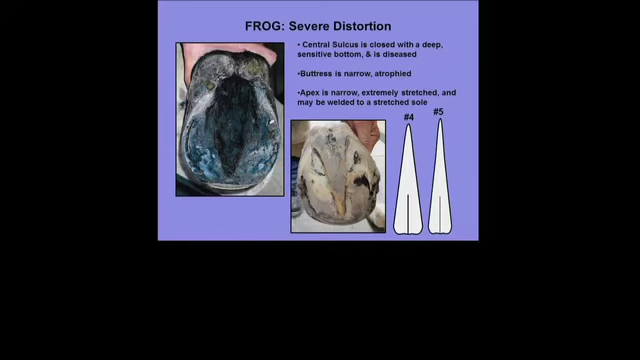 FROG: Severe Distortion
• Central Sulcus is closed with a deep,
sensitive bottom, & is diseased
• Buttress is narrow, atrophied
• Apex is narrow, extremely stretched, and
may be welded to a stretched sole
#4
#5